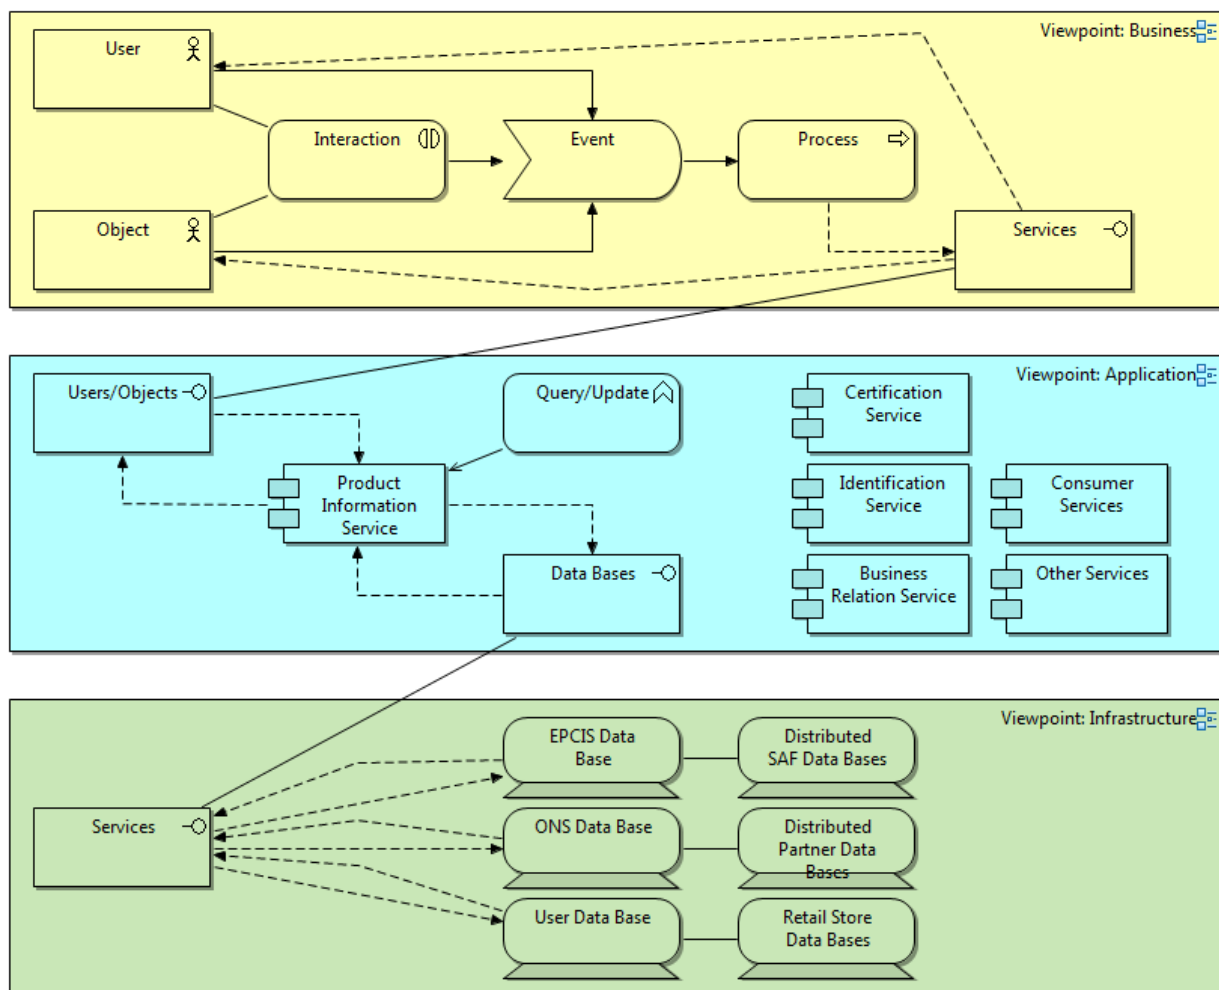 Viewpoint: Business
User
Interaction
Event
Process
Object
Services
Viewpoint: Application
Users/Objects
Query/Update
Certification
Service
Product
Information
Service
Identification
Service
Consumer
Services
Data Bases
Business
Relation Service
Other Services
Viewpoint: Infrastructure
EPCIS Data
Base
Distributed
SAF Data Bases
Services
ONS Data Base
Distributed
Partner Data
Bases
User Data Base
Retail Store
Data Bases